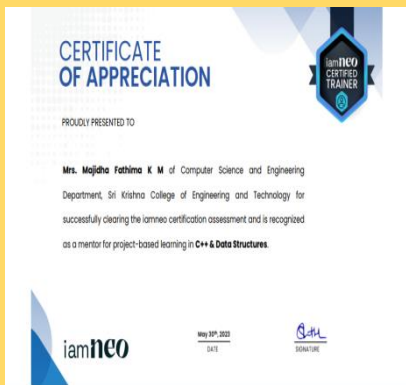 CERTIFICATE
OF APPRECIATION
iamneo
CERTIFIED
TRAINER
PROUDLY PRESENTED TO
Mrs. Majidha Fathima K M of Computer Science and Engineering
Department, Sri Krishna College of Engineering and Technology for
successfully clearing the iamneo certification assessment and is recognized
as a mentor for project-based learning in C++ & Data Structures.
iamneo
May 30th, 2023
DATE
SIGNATURE